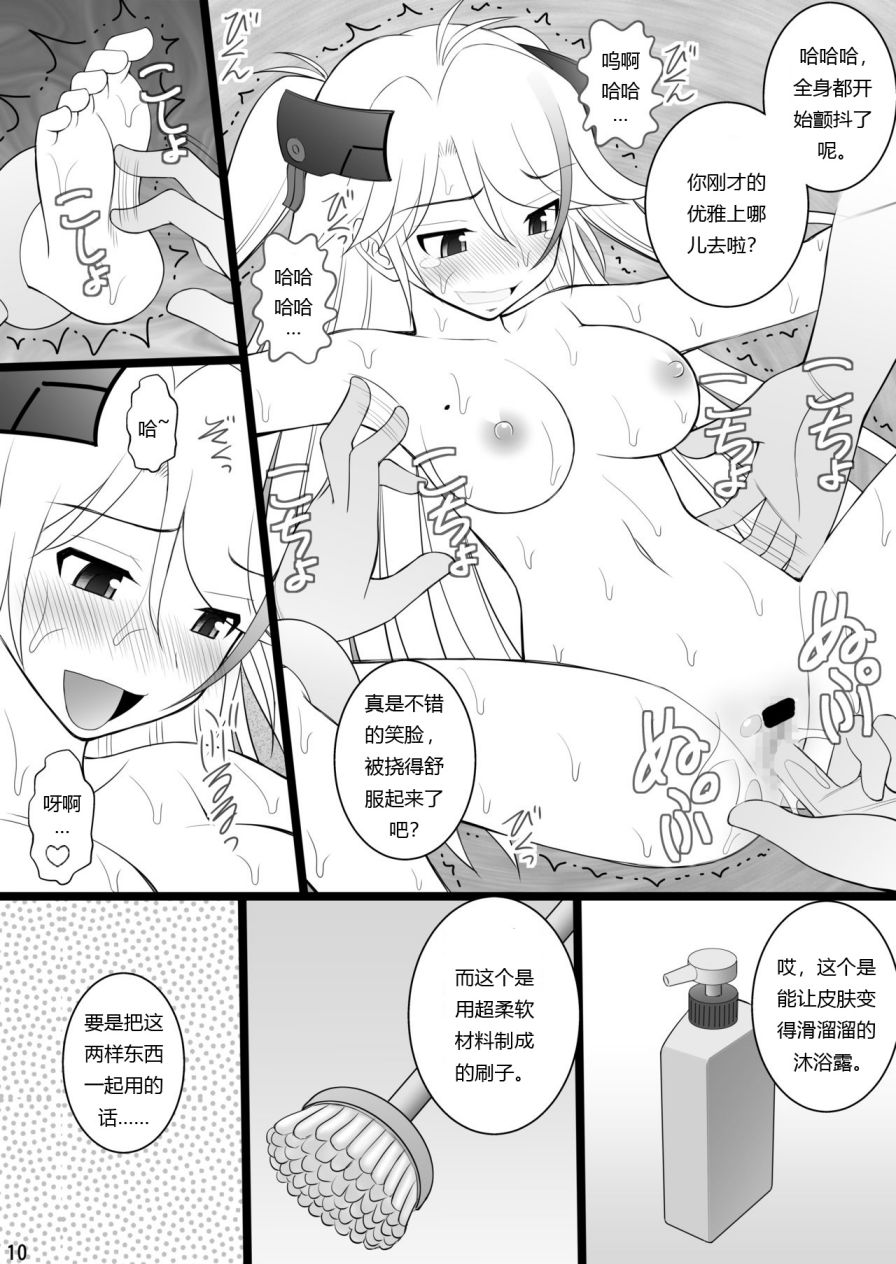 哈哈哈，
全身都开
始颤抖了
呢。
你刚才的
优雅上哪
儿去啦？
呜啊
哈哈
…
哈哈
哈哈
…
びくん
びくん
こちょ
こちょ
こちょ
こちょ
真是不错
的笑脸，
被挠得舒
服起来了
吧？
ぬぷ
ぬぷ
こしょ
こしょ
哈~
呀啊
…
♡
哎，这个是
能让皮肤变
得滑溜溜的
沐浴露。
而这个是
用超柔软
材料制成
的刷子。
要是把这
两样东西
一起用的
话……
10